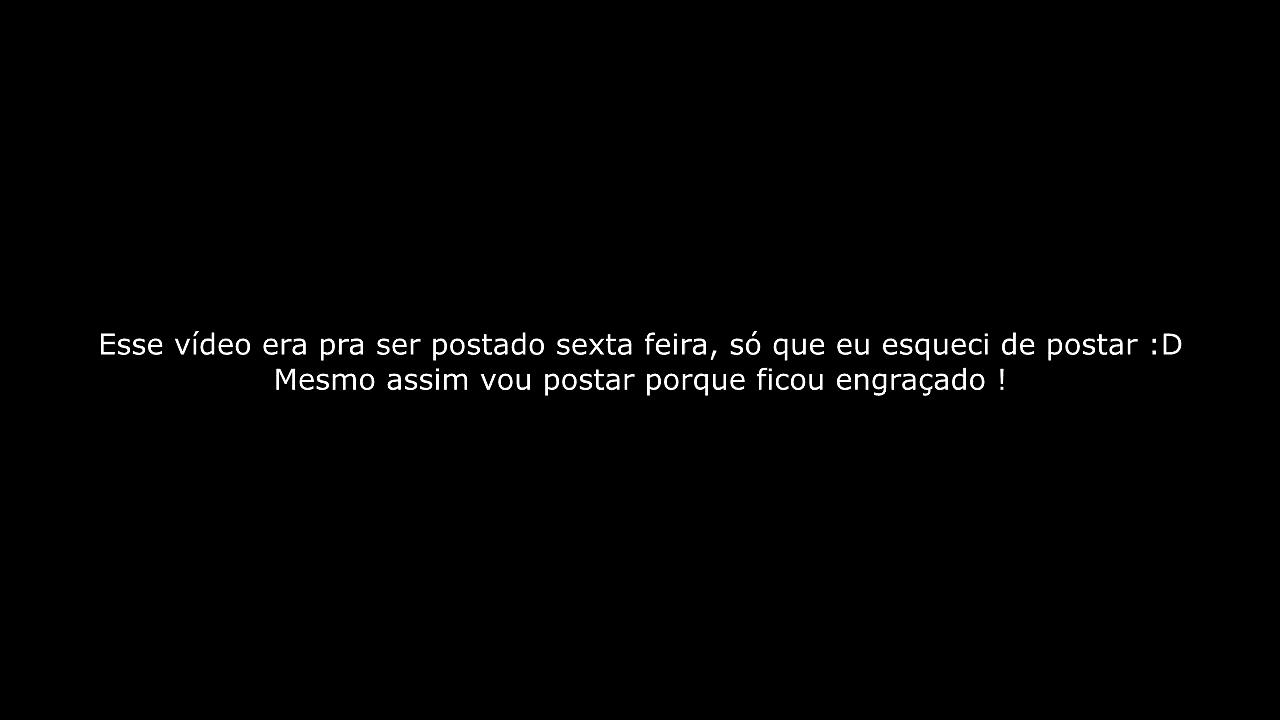 Esse vídeo era pra ser postado sexta feira, só que eu esqueci de postar :D
Mesmo assim vou postar porque ficou engraçado !